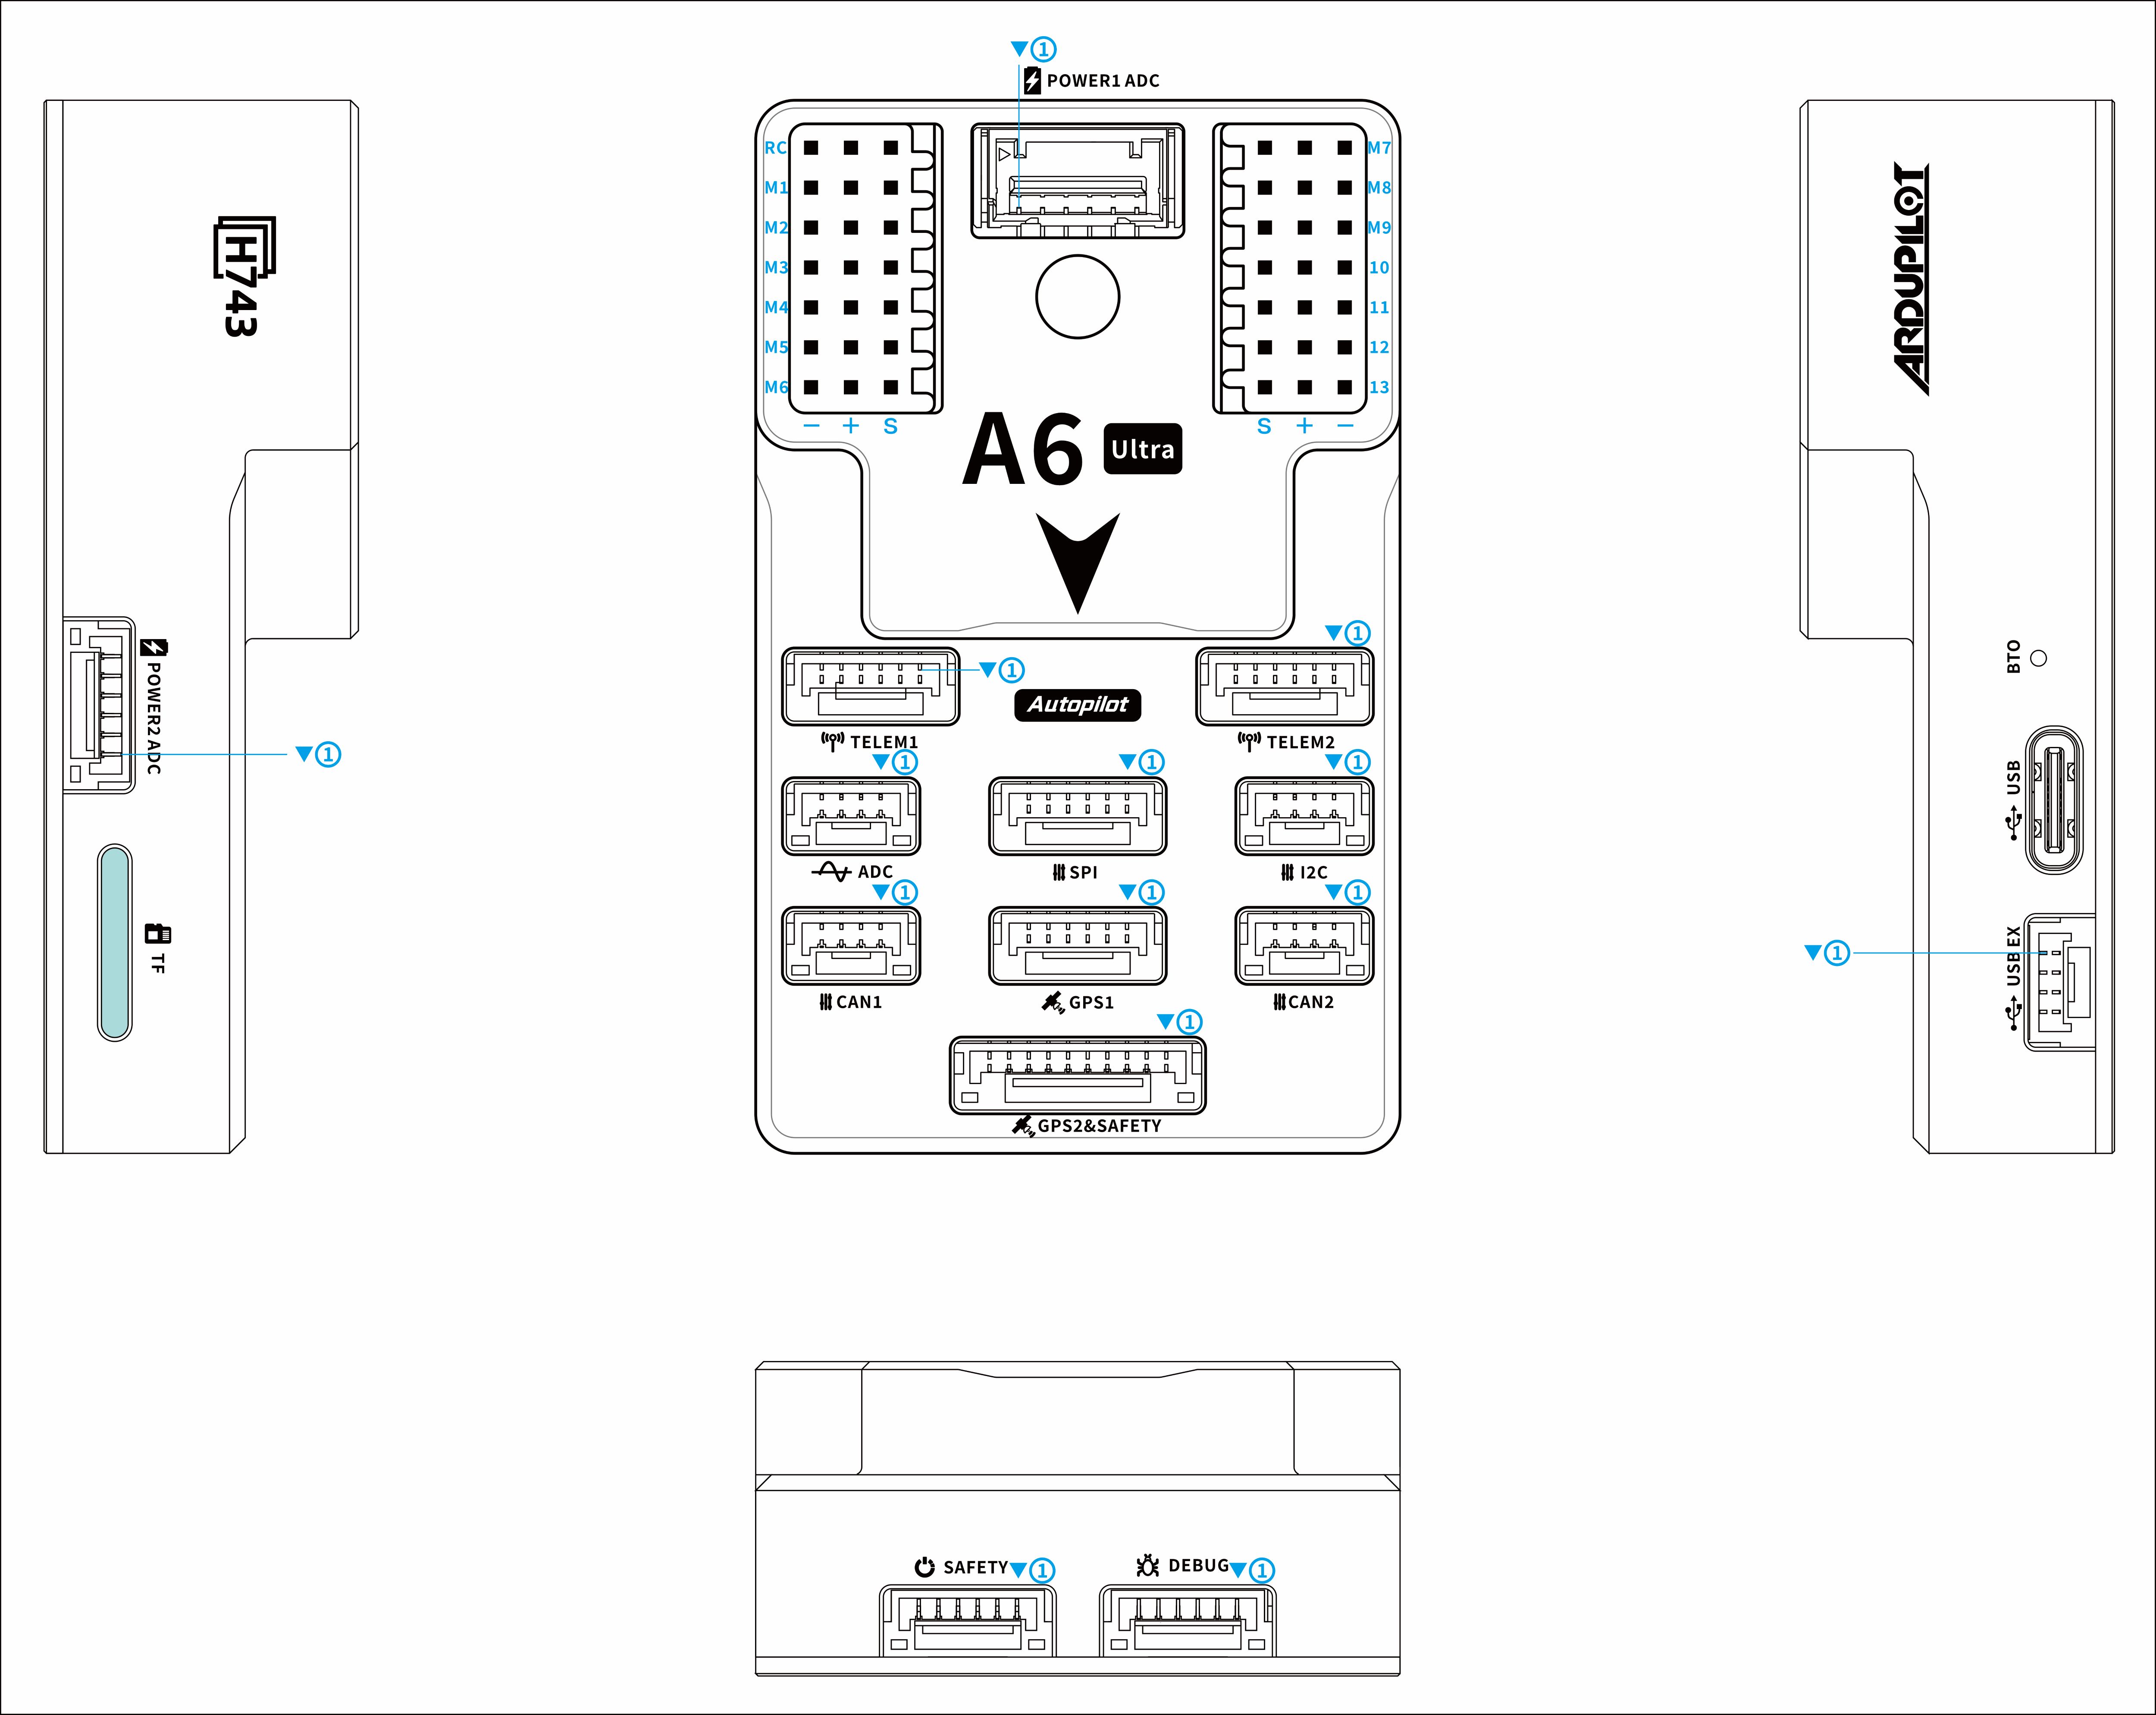 ① POWER1 ADC
RC
M1
M2
M3
M4
M5
M6
− + S
M7
M8
M9
10
11
12
13
S + −
A6 Ultra
①
TELEM1
Autopilot
①
TELEM2
①
ADC
①
SPI
①
I2C
①
CAN1
①
GPS1
①
CAN2
①
GPS2&SAFETY
H743
POWER2 ADC
①
TF
ARDUPILOT
BTO
USB
USB EX
①
SAFETY ①
DEBUG ①